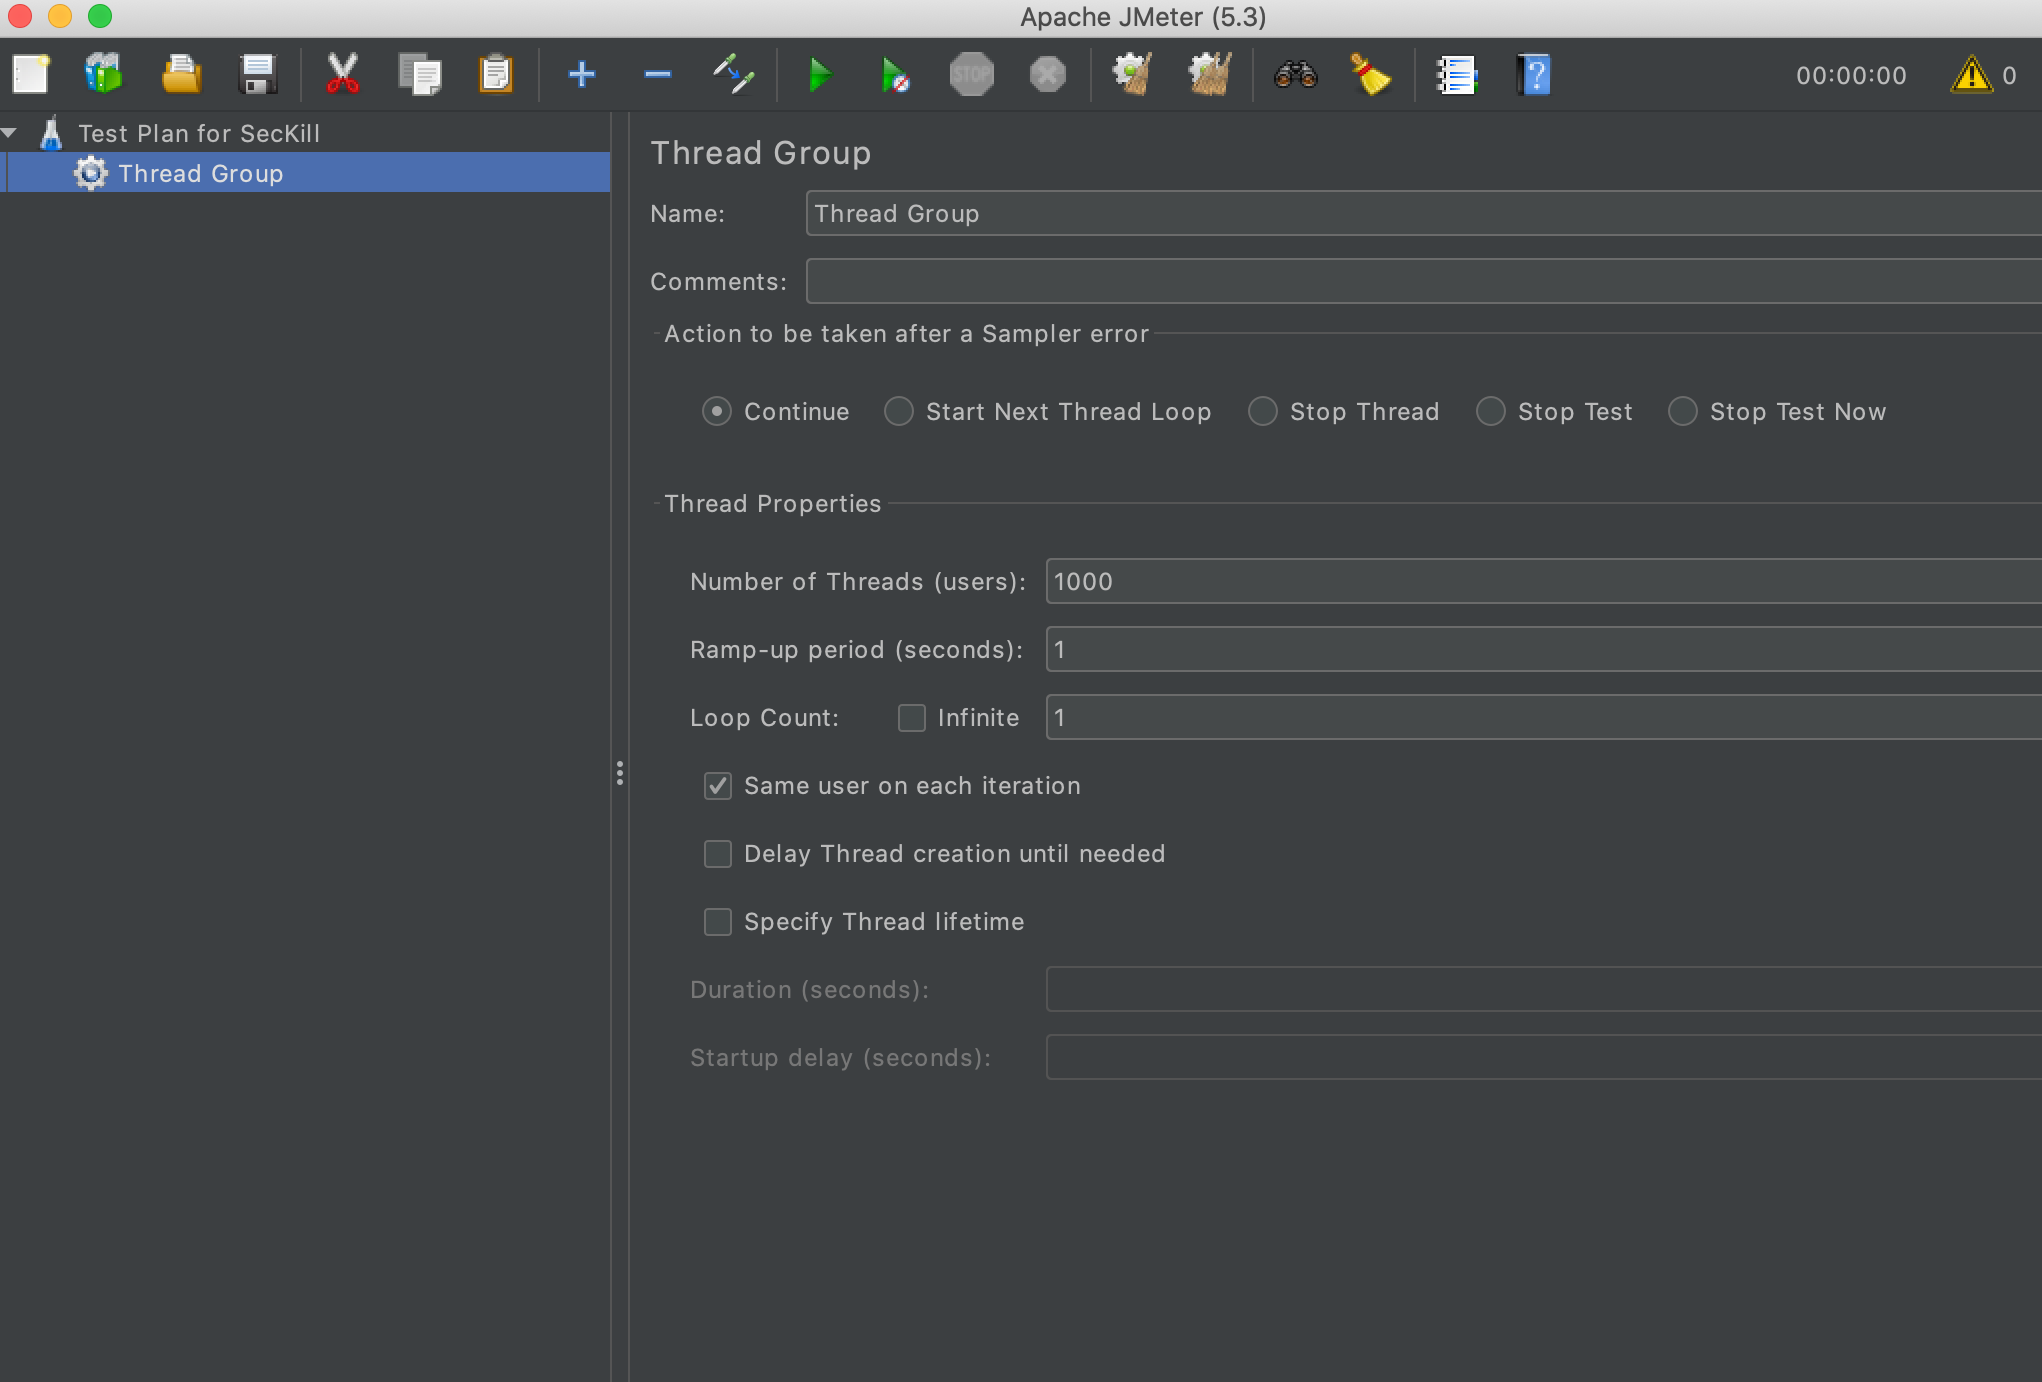 Apache JMeter (5.3)
STOP
?
00:00:00
0
Test Plan for SecKill
Thread Group
Thread Group
Name: Thread Group
Comments:
Action to be taken after a Sampler error
Continue Start Next Thread Loop Stop Thread Stop Test Stop Test Now
Thread Properties
Number of Threads (users): 1000
Ramp-up period (seconds): 1
Loop Count: Infinite 1
Same user on each iteration
Delay Thread creation until needed
Specify Thread lifetime
Duration (seconds):
Startup delay (seconds):